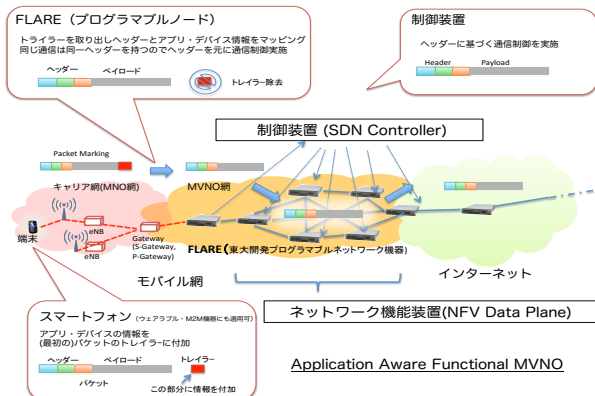 FLARE（プログラマブルノード）
トライラーを取り出しヘッダーとアプリ・デバイス情報をマッピング
同じ通信は同一ヘッダーを持つのでヘッダーを元に通信制御実施
ヘッダー
ペイロード
トレイラー除去
制御装置
ヘッダーに基づく通信制御を実施
Header
Payload
制御装置 (SDN Controller)
Packet Marking
キャリア網(MNO網)
MVNO網
端末
eNB
eNB
Gateway
(S-Gateway,
P-Gateway)
FLARE(東大開発プログラマブルネットワーク機器)
モバイル網
インターネット
スマートフォン (ウェアラブル・M2M機器にも適用可)
アプリ・デバイスの情報を
(最初の)パケットのトレイラｰに付加
ヘッダー
ペイロード
トレイラー
パケット
この部分に情報を付加
ネットワーク機能装置(NFV Data Plane)
Application Aware Functional MVNO